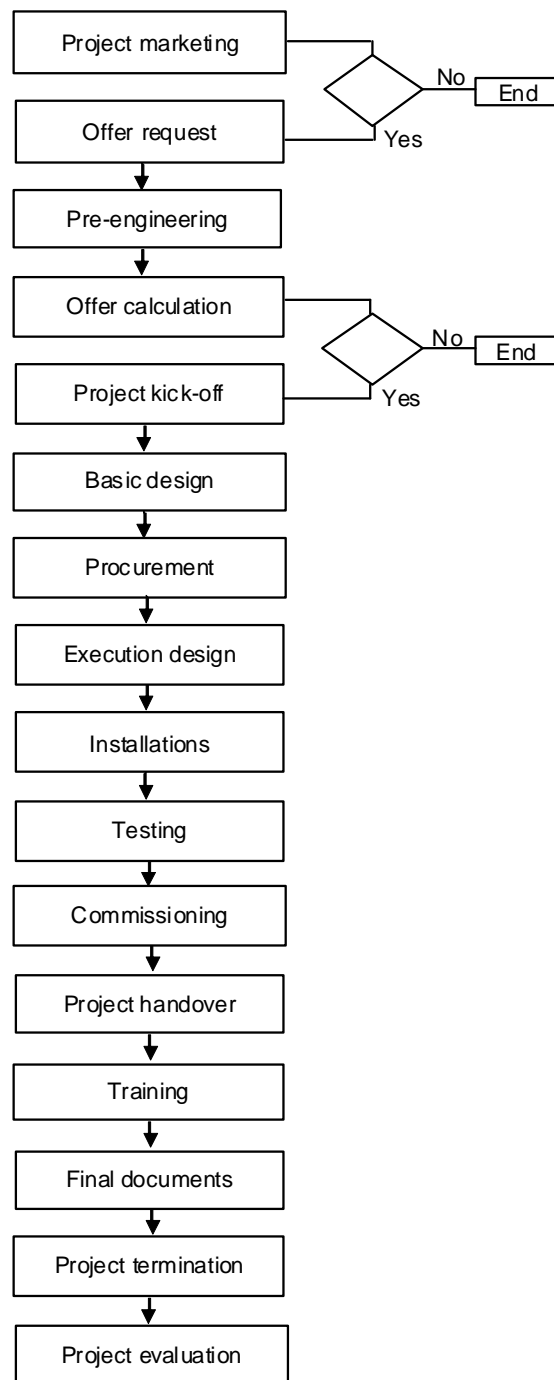 Project marketing
No
End
Offer request
Yes
Pre-engineering
Offer calculation
No
End
Project kick-off
Yes
Basic design
Procurement
Execution design
Installations
Testing
Commissioning
Project handover
Training
Final documents
Project termination
Project evaluation